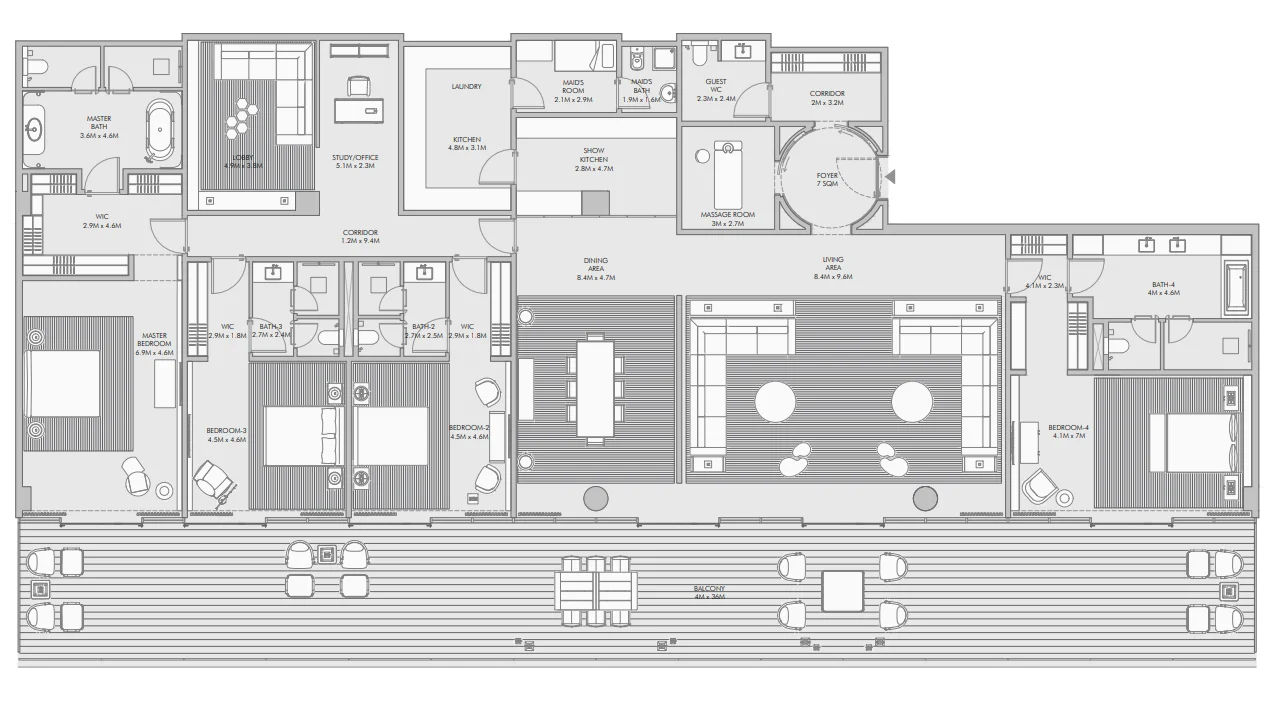 MASTER
BATH
3.6M x 4.6M
LOBBY
4.9M x 3.8M
STUDY/OFFICE
5.1M x 2.3M
LAUNDRY
KITCHEN
4.8M x 3.1M
MAID'S
ROOM
2.1M x 2.9M
MAID'S
BATH
1.9M x 1.6M
GUEST
WC
2.3M x 2.4M
CORRIDOR
2M x 3.2M
SHOW
KITCHEN
2.8M x 4.7M
MASSAGE ROOM
3M x 2.7M
FOYER
7 SQM
WIC
2.9M x 4.6M
CORRIDOR
1.2M x 9.4M
DINING
AREA
8.4M x 4.7M
LIVING
AREA
8.4M x 9.6M
WIC
4.1M x 2.3M
BATH-4
4M x 4.6M
MASTER
BEDROOM
6.9M x 4.6M
WIC
2.9M x 1.8M
BATH-3
2.7M x 2.4M
BATH-2
2.7M x 2.5M
WIC
2.9M x 1.8M
BEDROOM-3
4.5M x 4.6M
BEDROOM-2
4.5M x 4.6M
BEDROOM-4
4.1M x 7M
BALCONY
4M x 36M